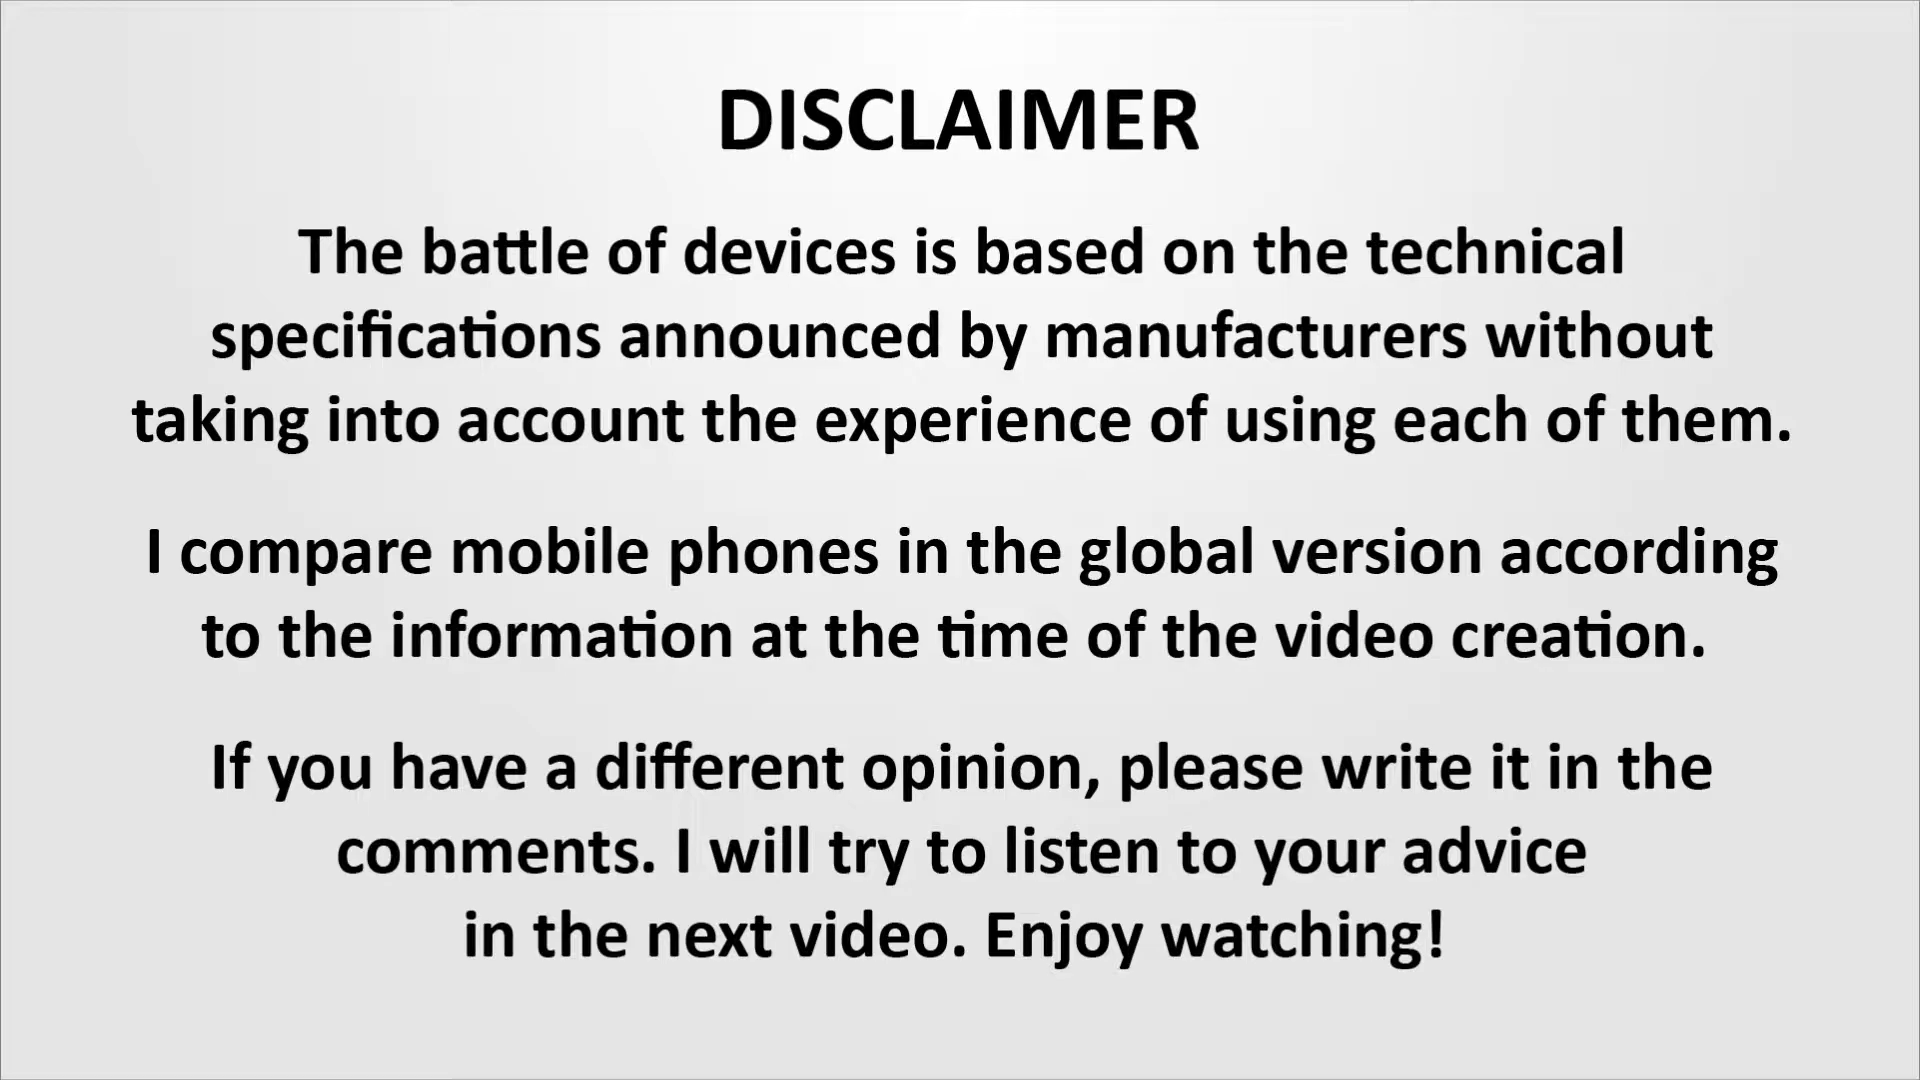 DISCLAIMER
The battle of devices is based on the technical
specifications announced by manufacturers without
taking into account the experience of using each of them.
I compare mobile phones in the global version according
to the information at the time of the video creation.
If you have a different opinion, please write it in the
comments. I will try to listen to your advice
in the next video. Enjoy watching!